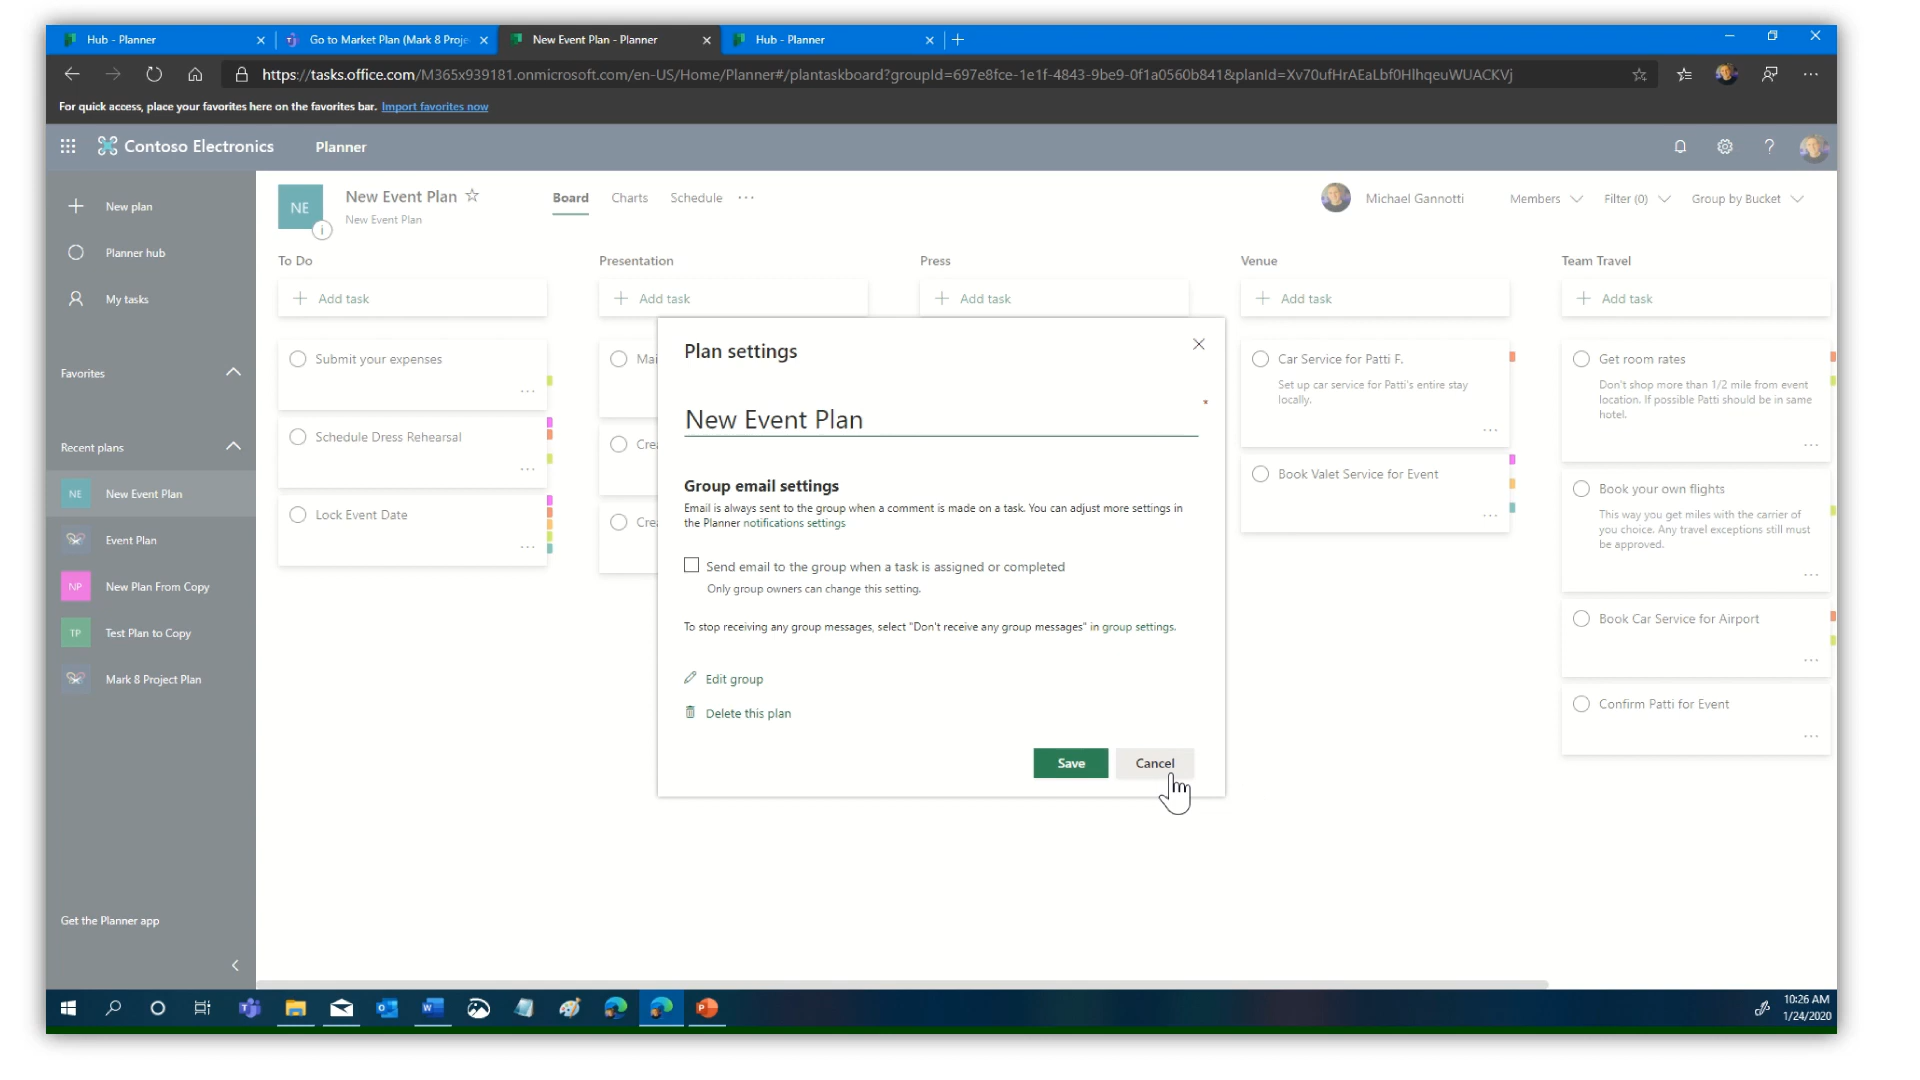 Hub - Planner
Go to Market Plan (Mark 8 Proje
New Event Plan - Planner
Hub - Planner
https://tasks.office.com/M365x939181.onmicrosoft.com/en-US/Home/Planner#/plantaskboard?groupId=697e8fce-1e1f-4843-9be9-0f1a0560b841&planId=Xv70ufHrAEaLbf0HlhqeuWUACKVj
For quick access, place your favorites here on the favorites bar. Import favorites now
Contoso Electronics
Planner
New plan
Planner hub
My tasks
Favorites
Recent plans
NE New Event Plan
Event Plan
NP New Plan From Copy
TP Test Plan to Copy
Mark 8 Project Plan
Get the Planner app
NE
New Event Plan
New Event Plan
Board Charts Schedule
Michael Gannotti
Members Filter (0) Group by Bucket
To Do
Add task
Submit your expenses
Schedule Dress Rehearsal
Lock Event Date
Presentation
Add task
Mai
Crea
Crea
Press
Add task
Venue
Add task
Car Service for Patti F.
Set up car service for Patti's entire stay
locally.
Book Valet Service for Event
Team Travel
Add task
Get room rates
Don't shop more than 1/2 mile from event
location. If possible Patti should be in same
hotel.
Book your own flights
This way you get miles with the carrier of
you choice. Any travel exceptions still must
be approved.
Book Car Service for Airport
Confirm Patti for Event
Plan settings
*
New Event Plan
Group email settings
Email is always sent to the group when a comment is made on a task. You can adjust more settings in
the Planner notifications settings
Send email to the group when a task is assigned or completed
Only group owners can change this setting.
To stop receiving any group messages, select "Don't receive any group messages" in group settings.
Edit group
Delete this plan
Save Cancel
10:26 AM
1/24/2020